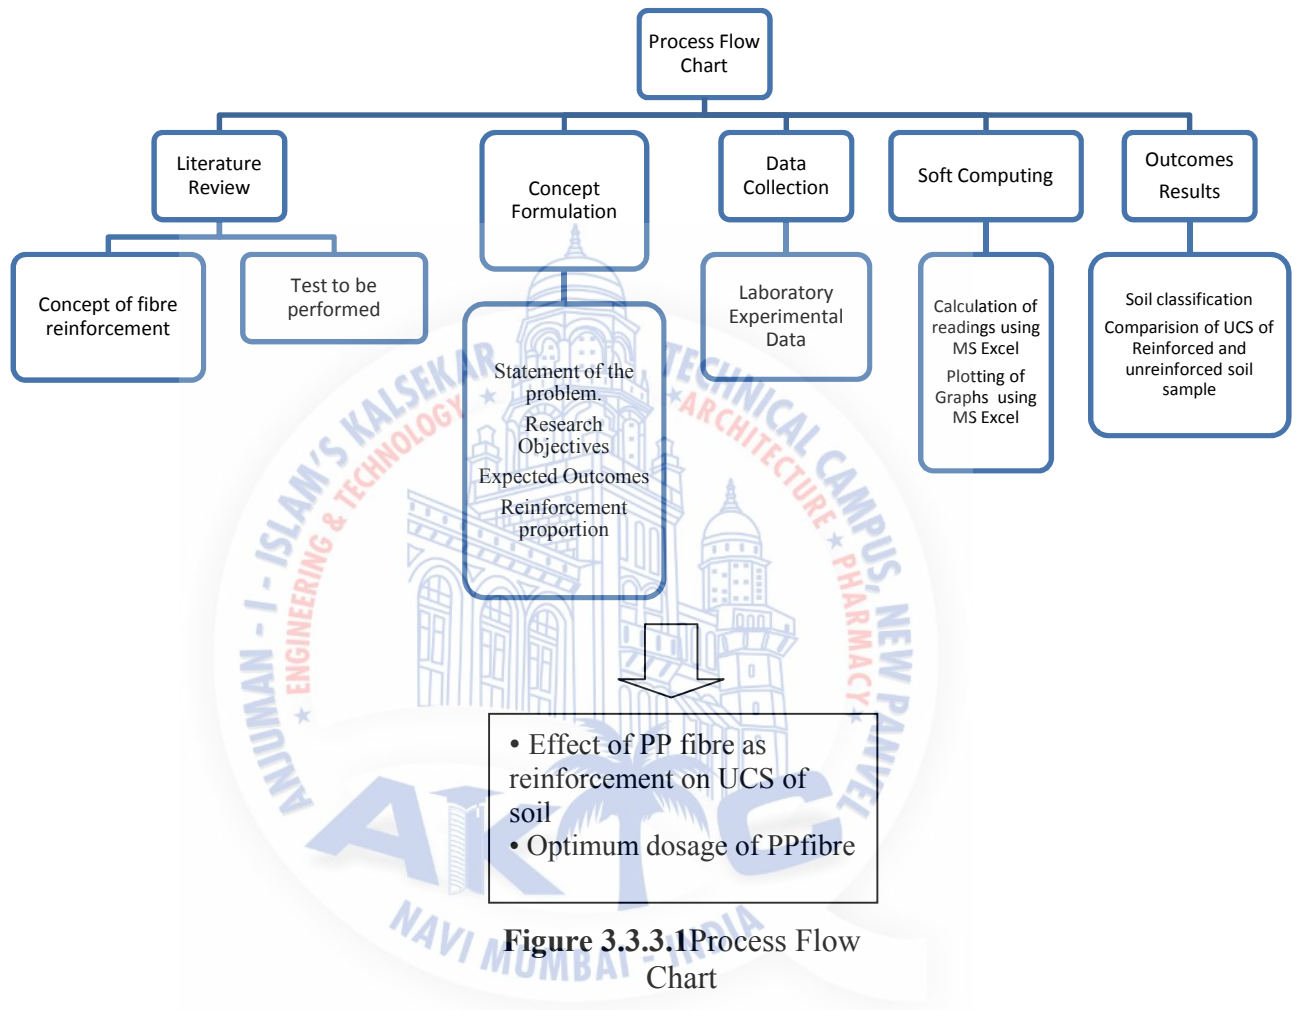 Process Flow
Chart
Literature
Review
Concept of fibre
reinforcement
Test to be
performed
Concept
Formulation
Statement of the
problem.
Research
Objectives
Expected Outcomes
Reinforcement
proportion
Data
Collection
Laboratory
Experimental
Data
Soft Computing
Calculation of
readings using
MS Excel
Plotting of
Graphs using
MS Excel
Outcomes
Results
Soil classification
Comparision of UCS of
Reinforced and
unreinforced soil
sample
• Effect of PP fibre as
reinforcement on UCS of
soil
• Optimum dosage of PPfibre
Figure 3.3.3.1Process Flow
Chart
ANJUMAN - I - ISLAM'S KALSEKAR TECHNICAL CAMPUS, NEW PANVEL
★ ENGINEERING & TECHNOLOGY ★ ★ ARCHITECTURE ★ PHARMACY ★
AKTC
NAVI MUMBAI - INDIA